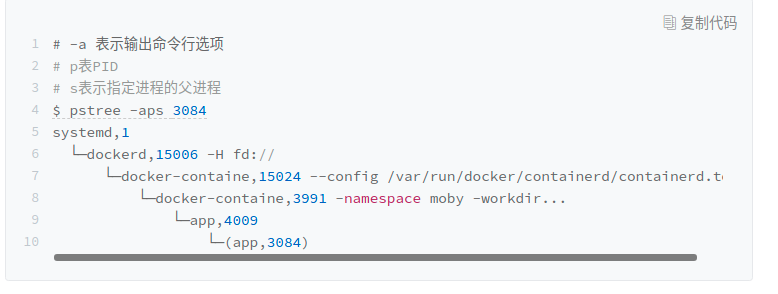 复制代码
1 # -a 表示输出命令行选项
2 # p表PID
3 # s表示指定进程的父进程
4 $ pstree -aps 3084
5 systemd,1
6 └─dockerd,15006 -H fd://
7 └─docker-containe,15024 --config /var/run/docker/containerd/containerd.to
8 └─docker-containe,3991 -namespace moby -workdir...
9 └─app,4009
10 └─(app,3084)